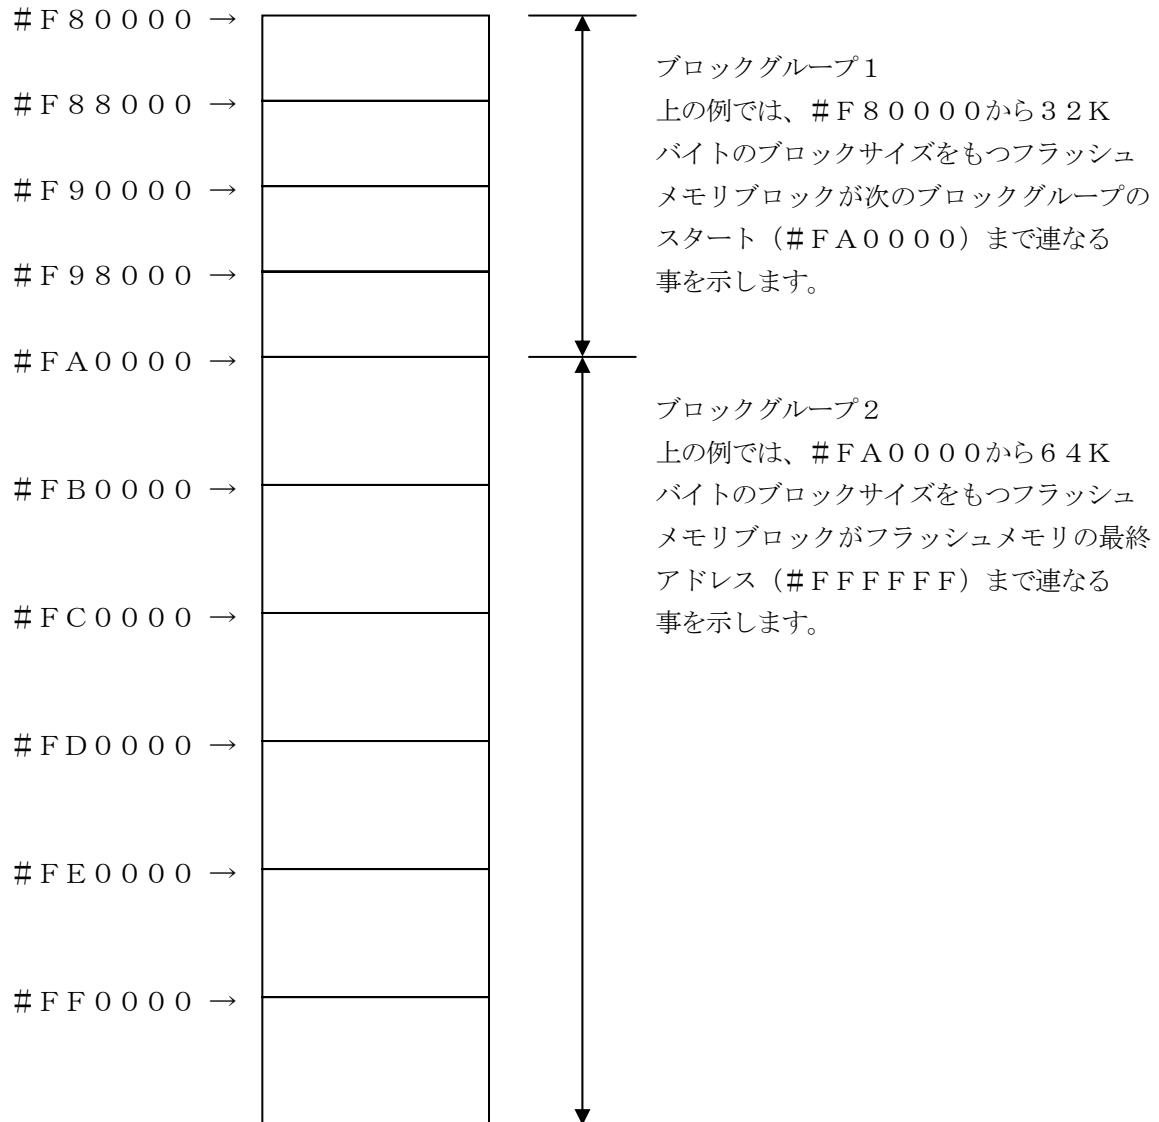 ＃Ｆ８００００ →
ブロックグループ１
＃Ｆ８８０００ →
上の例では、＃Ｆ８００００から３２Ｋ
バイトのブロックサイズをもつフラッシュ
＃Ｆ９００００ →
メモリブロックが次のブロックグループの
スタート（＃ＦＡ００００）まで連なる
＃Ｆ９８０００ →
事を示します。
＃ＦＡ００００ →
ブロックグループ２
上の例では、＃ＦＡ００００から６４Ｋ
＃ＦＢ００００ →
バイトのブロックサイズをもつフラッシュ
メモリブロックがフラッシュメモリの最終
アドレス（＃ＦＦＦＦＦＦ）まで連なる
＃ＦＣ００００ →
事を示します。
＃ＦＤ００００ →
＃ＦＥ００００ →
＃ＦＦ００００ →